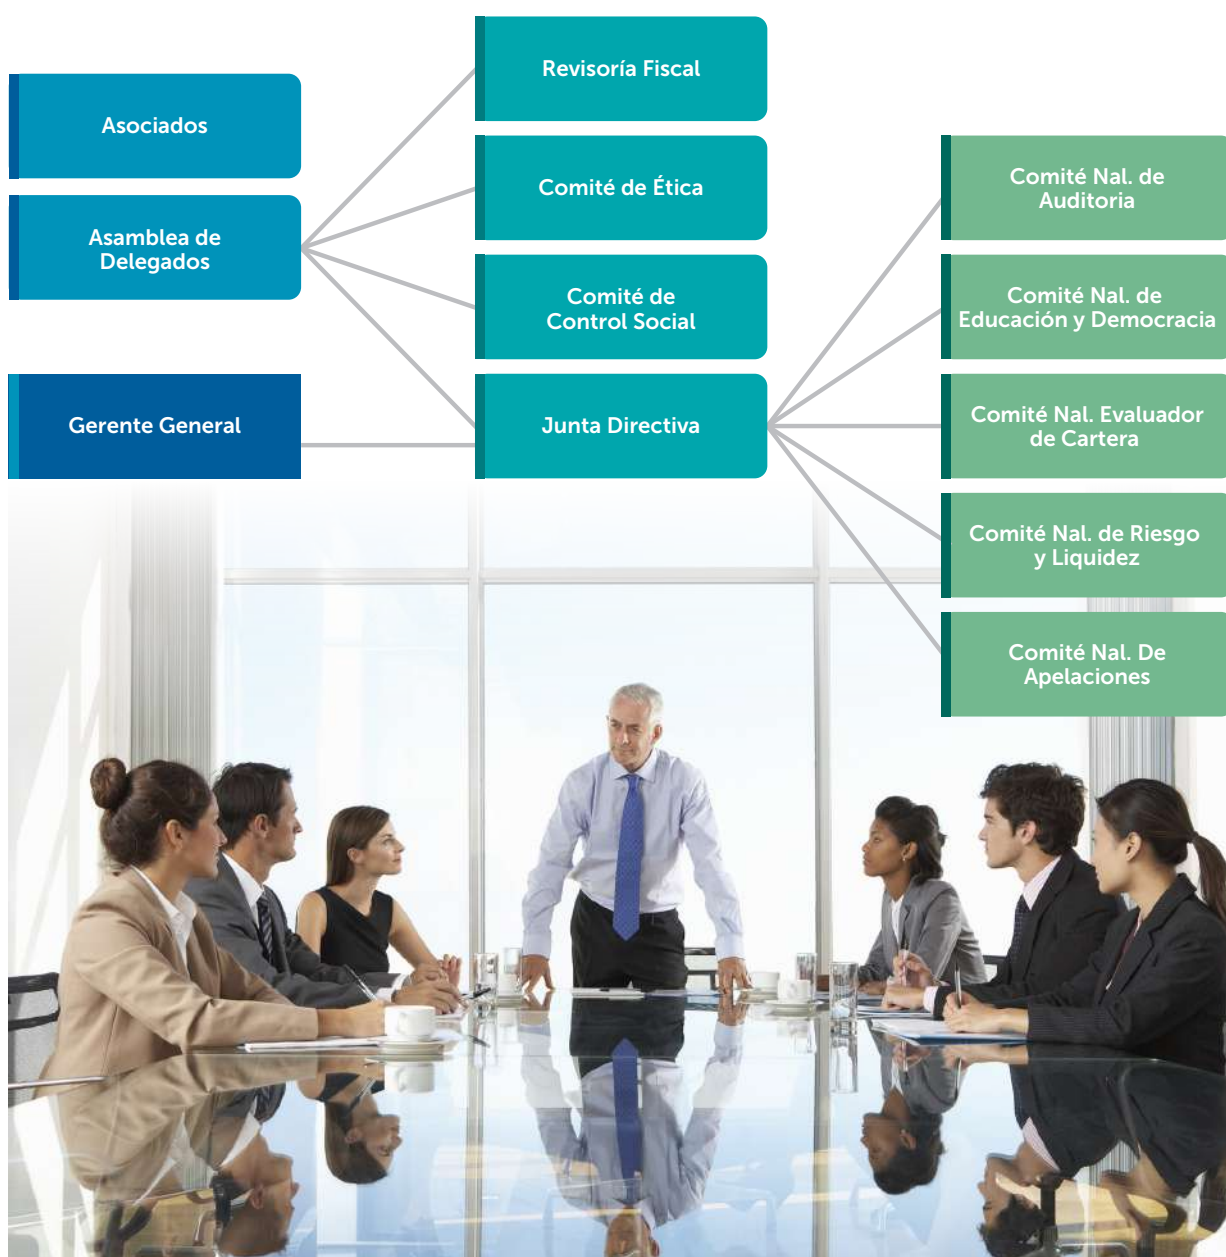 Asociados
Asamblea de
Delegados
Gerente General
Revisoría Fiscal
Comité de Ética
Comité de
Control Social
Junta Directiva
Comité Nal. de
Auditoria
Comité Nal. de
Educación y Democracia
Comité Nal. Evaluador
de Cartera
Comité Nal. de Riesgo
y Liquidez
Comité Nal. De
Apelaciones